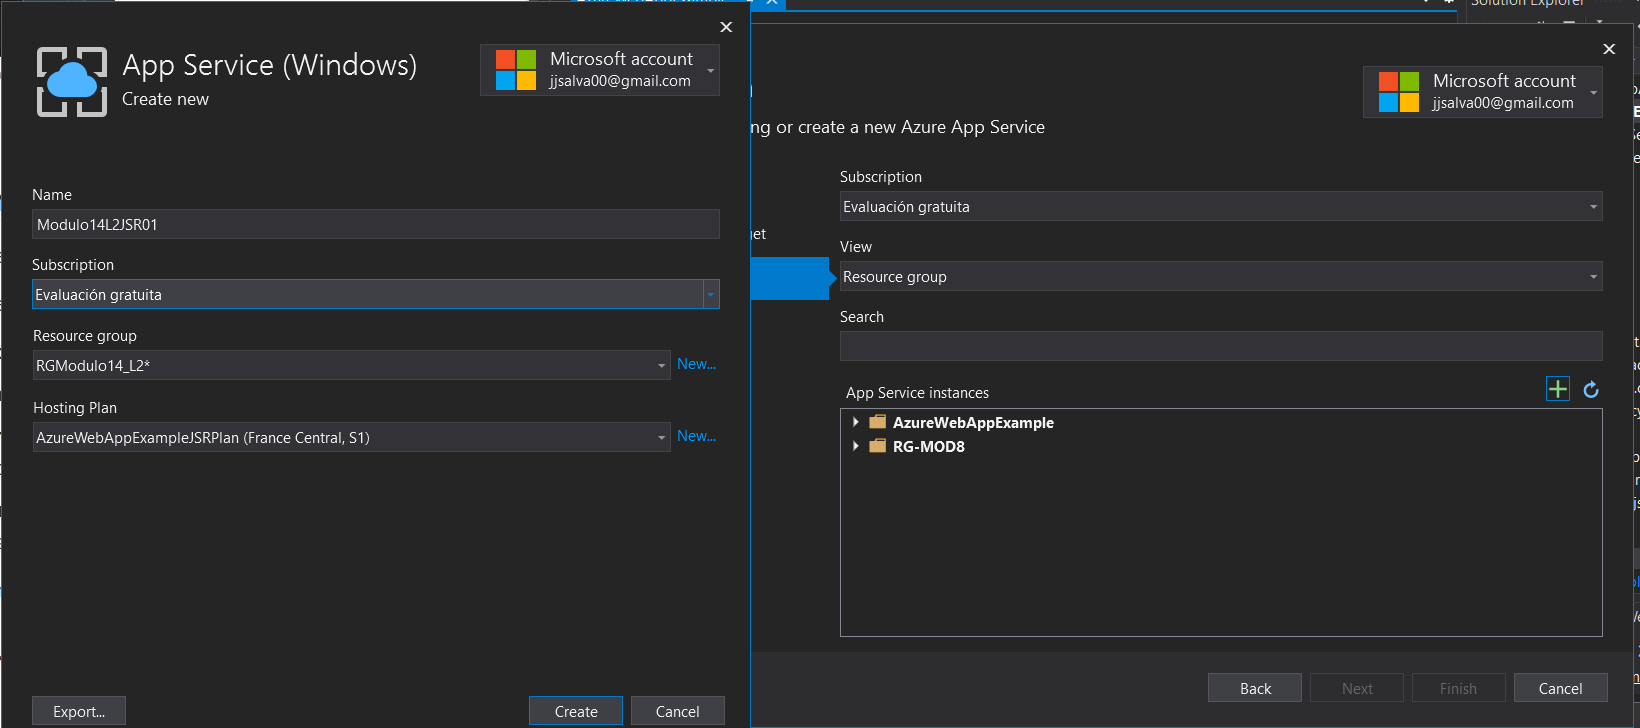 App Service (Windows)
Create new
Microsoft account
jjsalva00@gmail.com
Name
Modulo14L2JSR01
Subscription
Evaluación gratuita
Resource group
RGModulo14_L2*
New...
Hosting Plan
AzureWebAppExampleJSRPlan (France Central, S1)
New...
Export...
Create
Cancel
Solution Explorer
Microsoft account
jjsalva00@gmail.com
or create a new Azure App Service
Subscription
Evaluación gratuita
View
Resource group
Search
App Service instances
AzureWebAppExample
RG-MOD8
Back
Next
Finish
Cancel